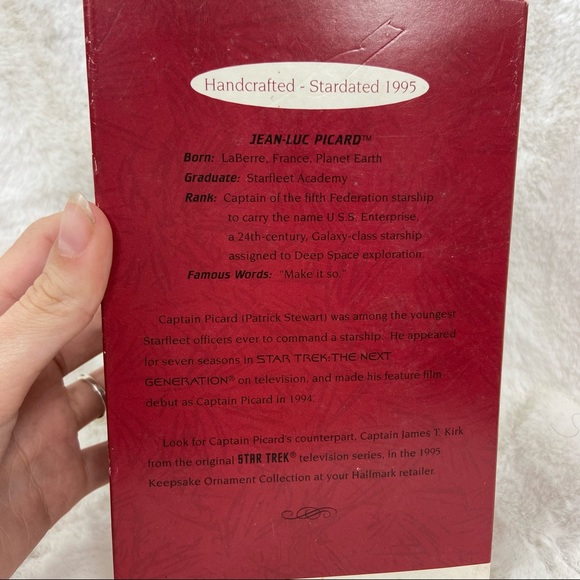 Handcrafted - Stardated 1995
JEAN-LUC PICARD™
Born: LaBerre, France, Planet Earth
Graduate: Starfleet Academy
Rank: Captain of the fifth Federation starship
to carry the name U.S.S. Enterprise,
a 24th-century, Galaxy-class starship
assigned to Deep Space exploration.
Famous Words: "Make it so."
Captain Picard (Patrick Stewart) was among the youngest
Starfleet officers ever to command a starship. He appeared
for seven seasons in STAR TREK:THE NEXT
GENERATION® on television, and made his feature film-
debut as Captain Picard in 1994.
Look for Captain Picard's counterpart, Captain James T. Kirk
from the original STAR TREK® television series, in the 1995
Keepsake Ornament Collection at your Hallmark retailer.